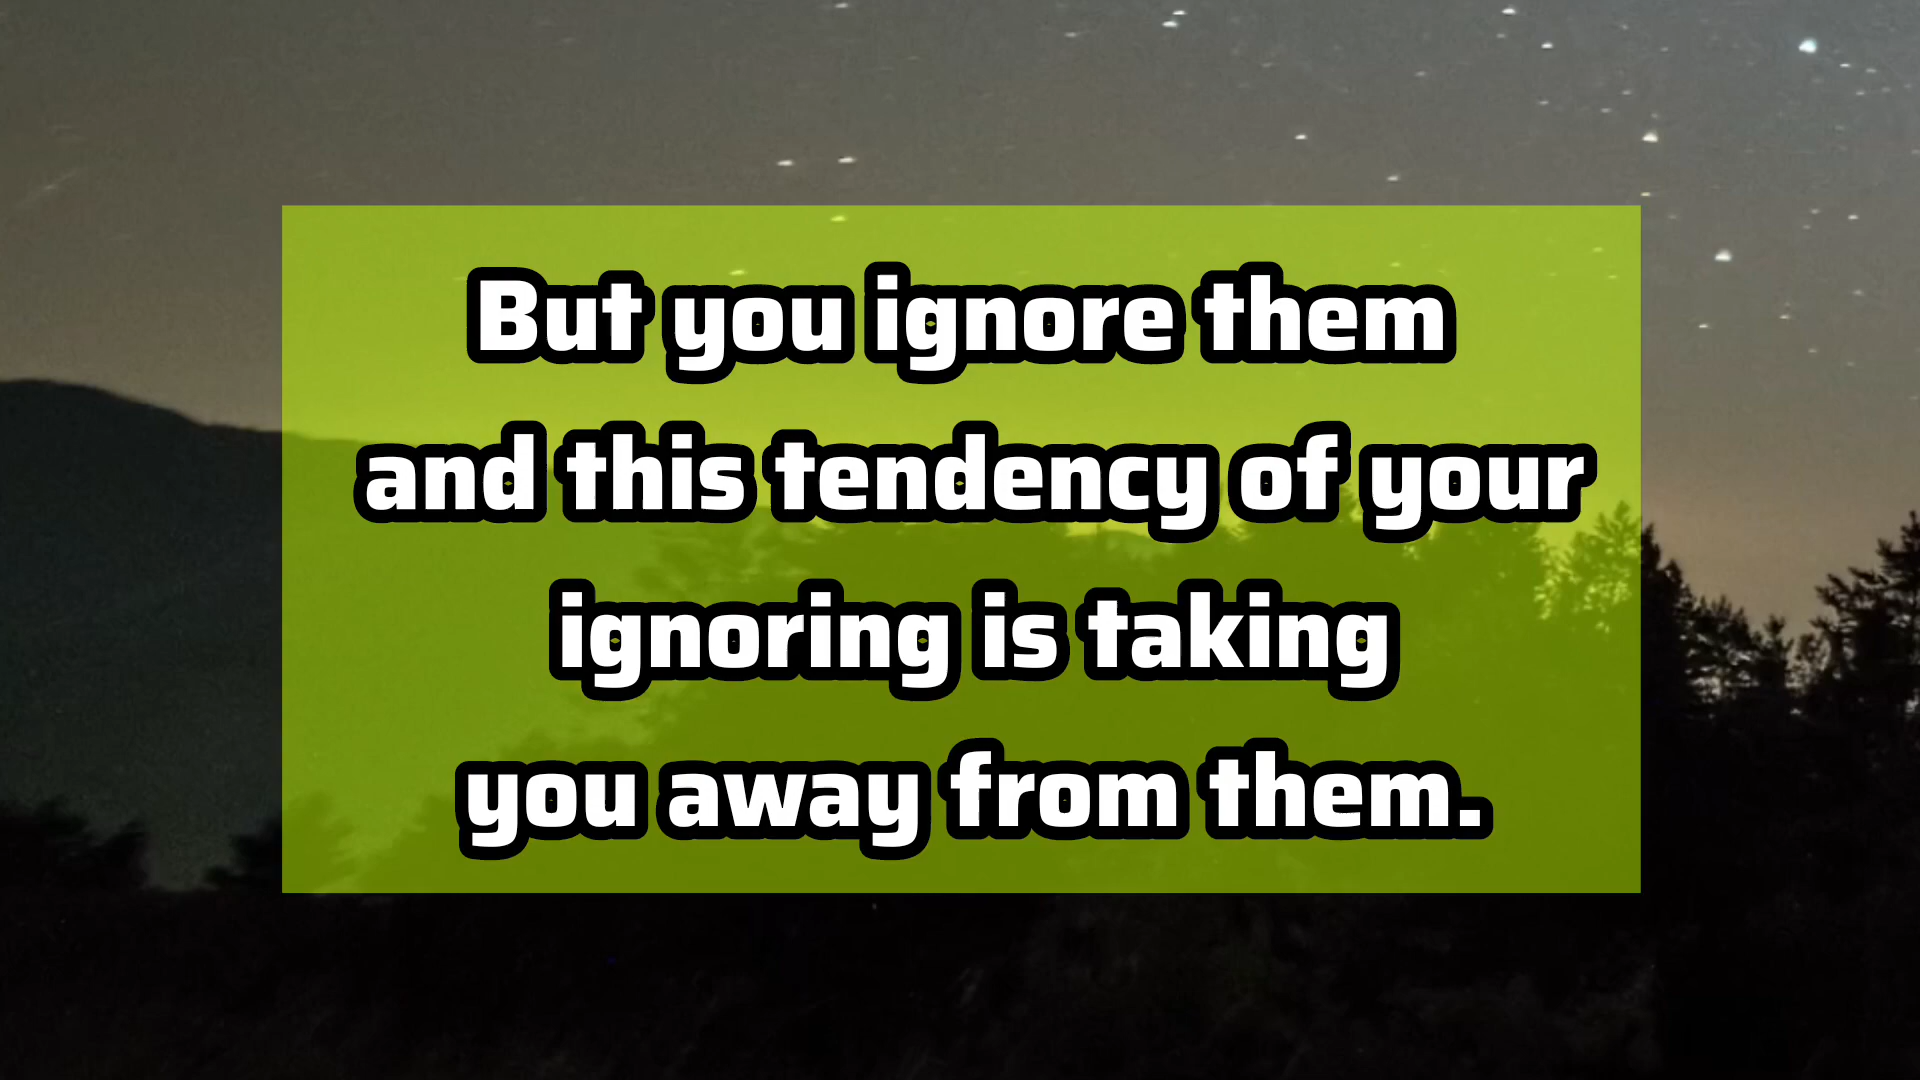 But you ignore them
and this tendency of your
ignoring is taking
you away from them.